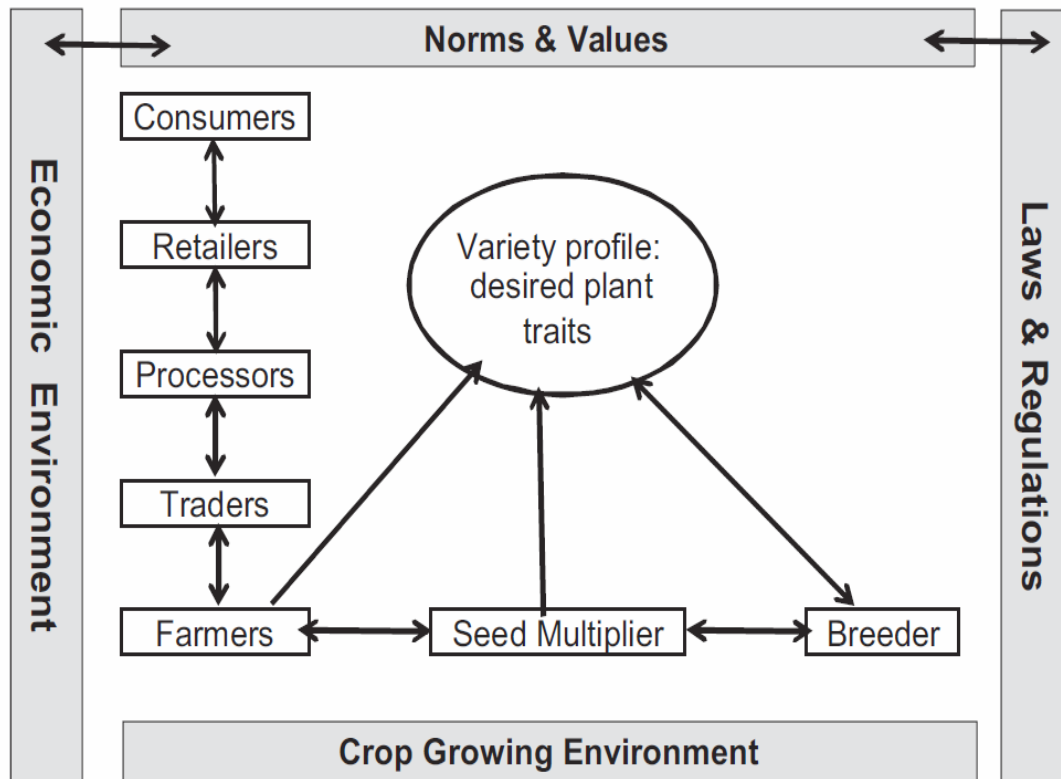 Norms & Values
Economic Environment
Laws & Regulations
Consumers
Retailers
Processors
Traders
Farmers
Variety profile:
desired plant
traits
Seed Multiplier
Breeder
Crop Growing Environment